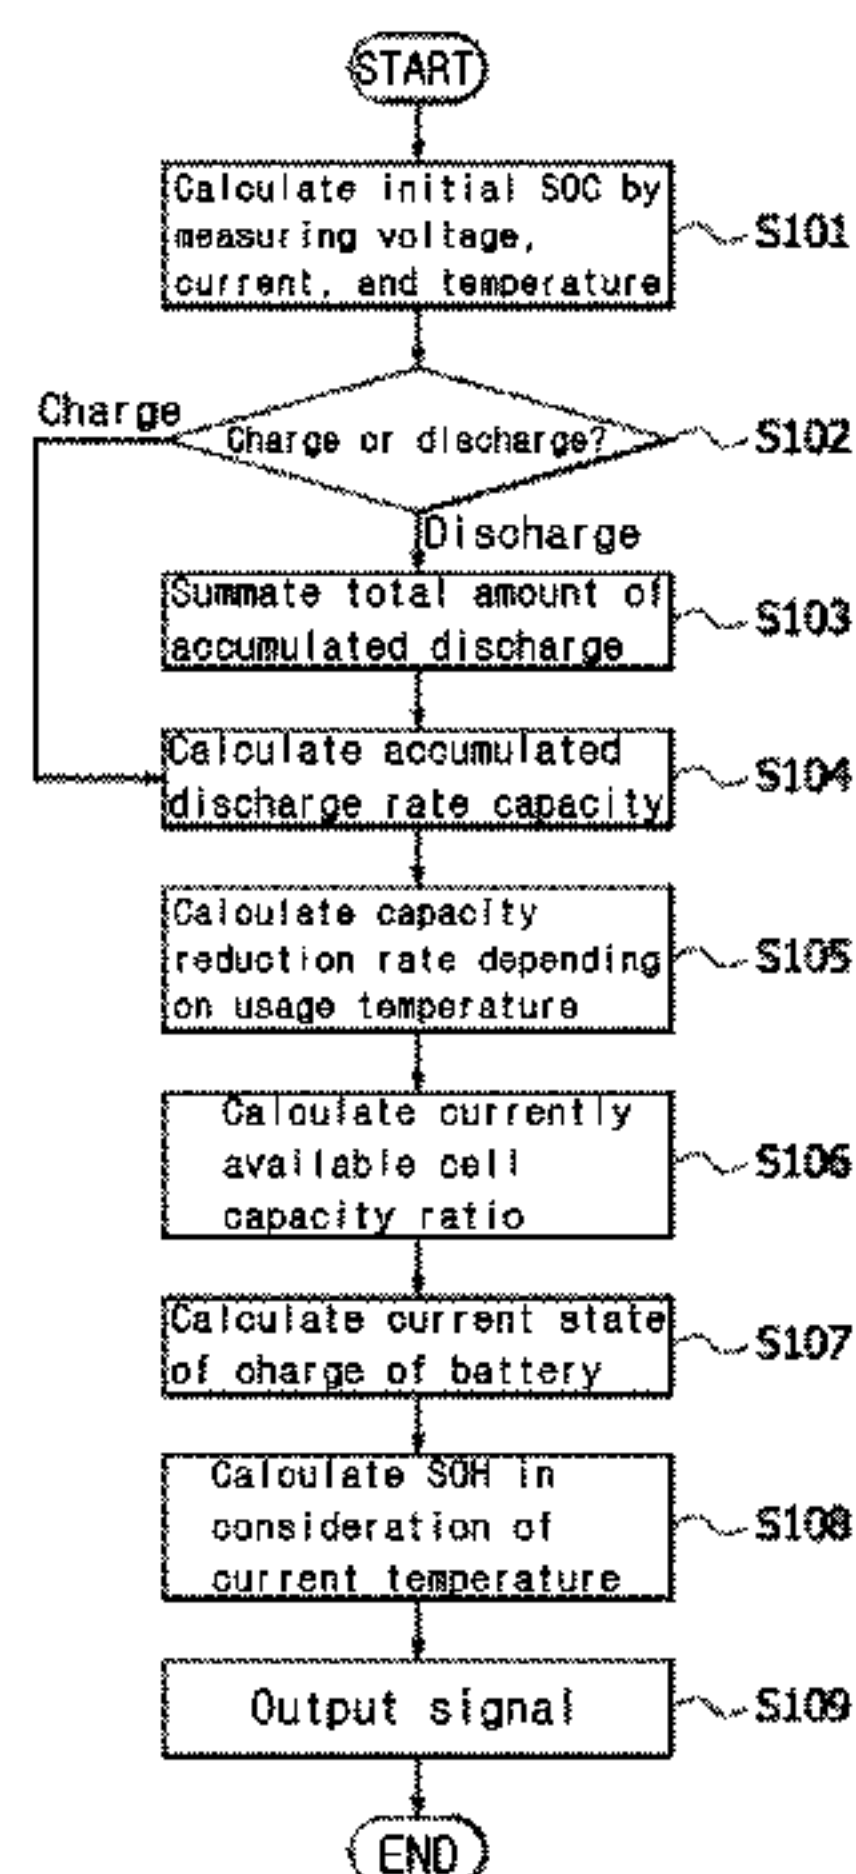 START
Calculate initial SOC by
measuring voltage,
current, and temperature
S101
Charge
Charge or discharge?
S102
Discharge
Summate total amount of
accumulated discharge
S103
Calculate accumulated
discharge rate capacity
S104
Calculate capacity
reduction rate depending
on usage temperature
S105
Calculate currently
available cell
capacity ratio
S106
Calculate current state
of charge of battery
S107
Calculate SOH in
consideration of
current temperature
S108
Output signal
S109
END